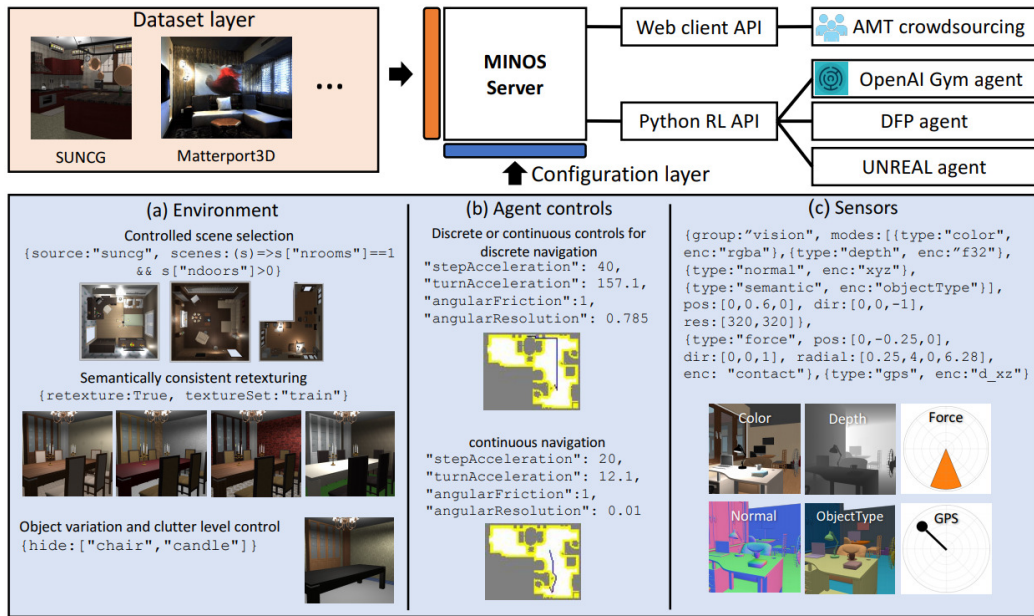 Dataset layer
SUNCG
Matterport3D
...
MINOS
Server
Web client API
AMT crowdsourcing
Python RL API
OpenAI Gym agent
DFP agent
UNREAL agent
Configuration layer
(a) Environment
Controlled scene selection
{source:"suncg", scenes:(s)=>s["nrooms"]==1
&& s["ndoors"]>0}
Semantically consistent retexturing
{retexture:True, textureSet:"train"}
Object variation and clutter level control
{hide:["chair","candle"]}
(b) Agent controls
Discrete or continuous controls for
discrete navigation
"stepAcceleration": 40,
"turnAcceleration": 157.1,
"angularFriction":1,
"angularResolution": 0.785
continuous navigation
"stepAcceleration": 20,
"turnAcceleration": 12.1,
"angularFriction":1,
"angularResolution": 0.01
(c) Sensors
{group:”vision", modes:[{type:"color",
enc:"rgba"},{type:"depth", enc:”f32"},
{type:"normal", enc:"xyz"},
{type:"semantic", enc:"objectType"}],
pos:[0,0.6,0], dir:[0,0,-1],
res:[320,320]},
{type:"force", pos:[0,-0.25,0],
dir:[0,0,1], radial:[0.25,4,0,6.28],
enc: "contact"},{type:"gps", enc:"d_xz"}
Color
Depth
Force
Normal
ObjectType
GPS